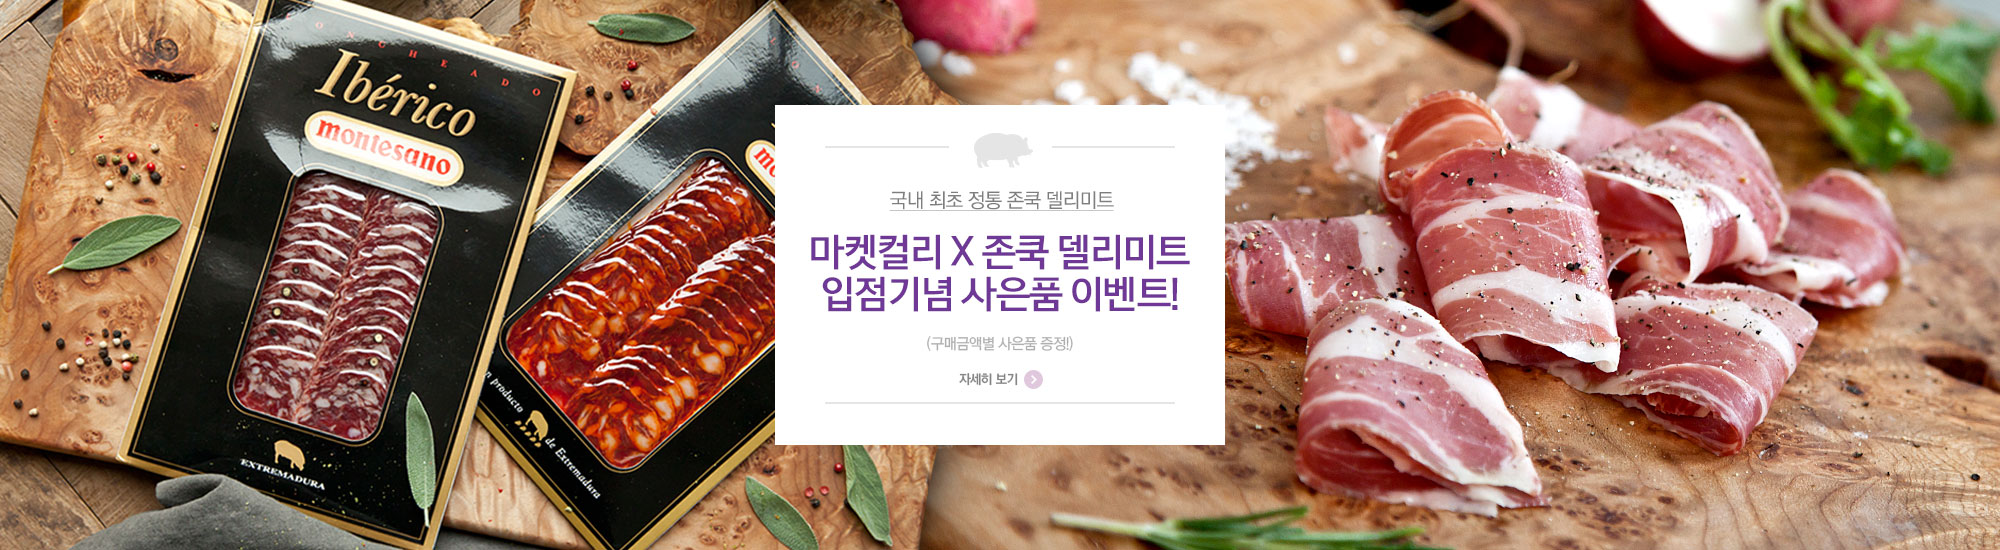 LONCHEADO
Ibérico
montesano
EXTREMADURA
mo
n producto
de Extremadura
국내 최초 정통 존쿡 델리미트
마켓컬리 X 존쿡 델리미트
입점기념 사은품 이벤트!
(구매금액별 사은품 증정!)
자세히 보기